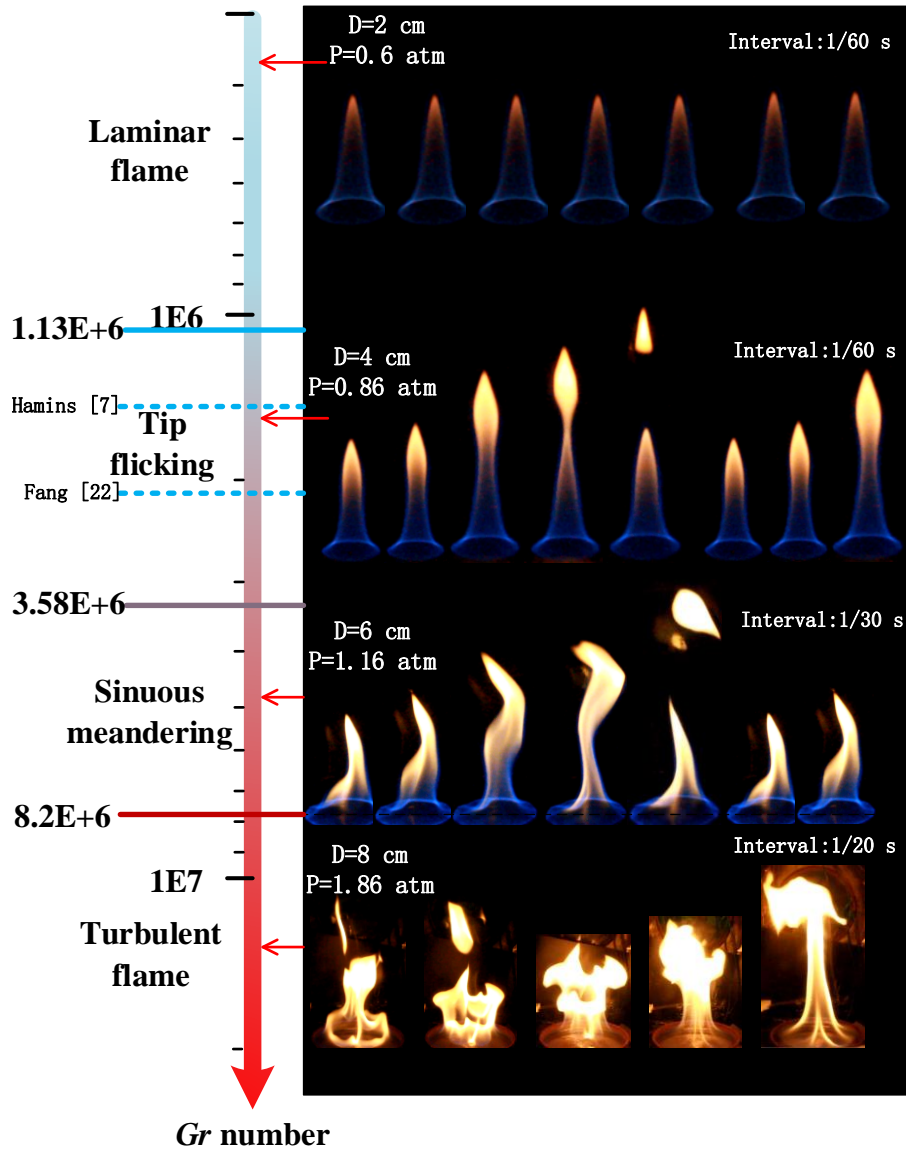 D=2 cm
P=0.6 atm
Interval:1/60 s
Laminar
flame
1E6
1.13E+6
D=4 cm
P=0.86 atm
Interval:1/60 s
Hamins [7]
Tip
flicking
Fang [22]
3.58E+6
D=6 cm
P=1.16 atm
Interval:1/30 s
Sinuous
meandering
8.2E+6
D=8 cm
P=1.86 atm
Interval:1/20 s
1E7
Turbulent
flame
Gr number